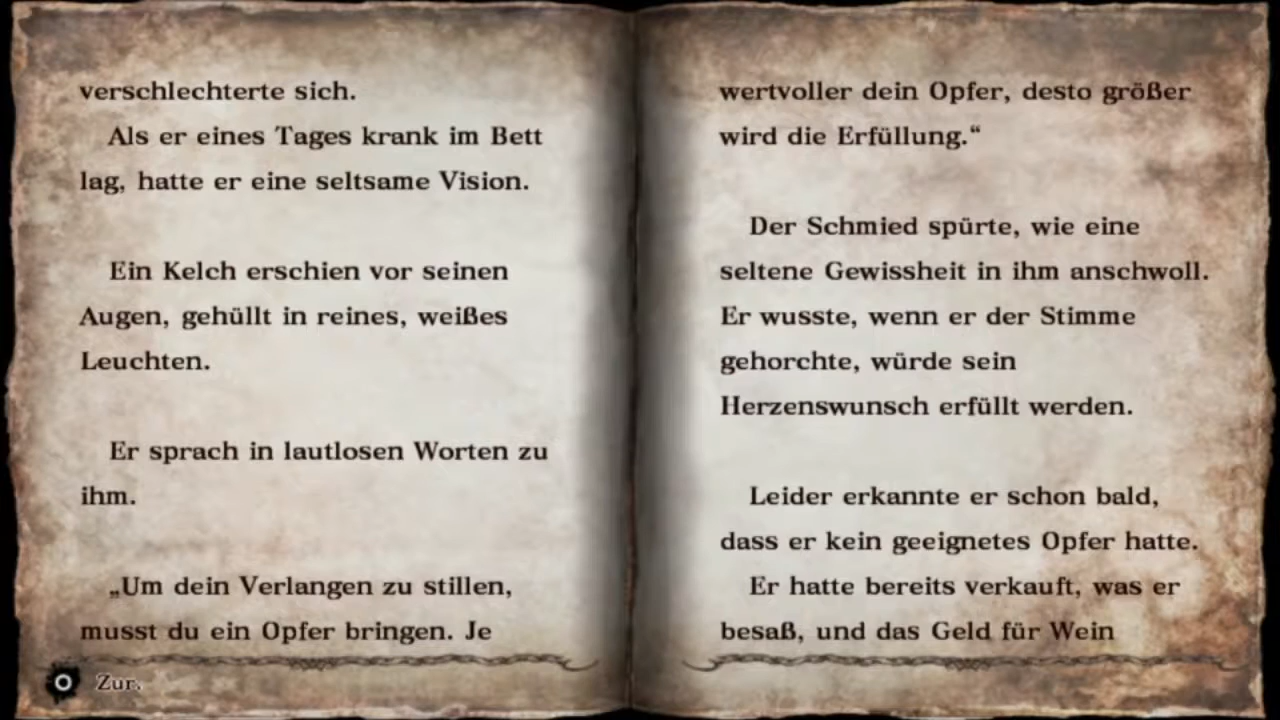 verschlechterte sich.
Als er eines Tages krank im Bett
lag, hatte er eine seltsame Vision.
Ein Kelch erschien vor seinen
Augen, gehüllt in reines, weißes
Leuchten.
Er sprach in lautlosen Worten zu
ihm.
„Um dein Verlangen zu stillen,
musst du ein Opfer bringen. Je
wertvoller dein Opfer, desto größer
wird die Erfüllung.“
Der Schmied spürte, wie eine
seltene Gewissheit in ihm anschwoll.
Er wusste, wenn er der Stimme
gehorchte, würde sein
Herzenswunsch erfüllt werden.
Leider erkannte er schon bald,
dass er kein geeignetes Opfer hatte.
Er hatte bereits verkauft, was er
besaß, und das Geld für Wein
Zur.